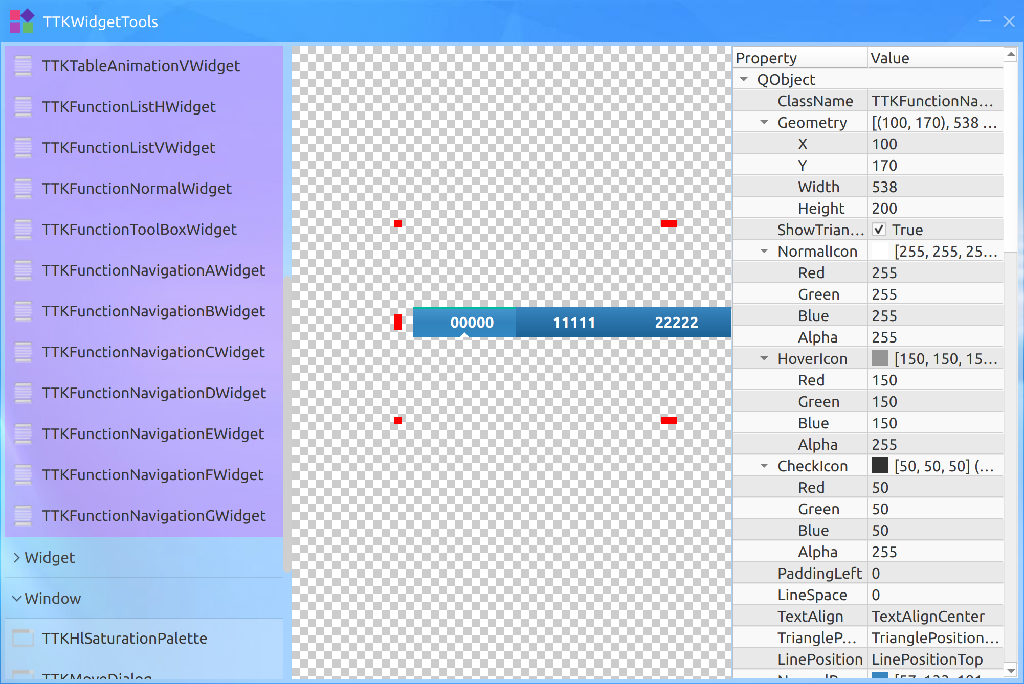 TTKWidgetTools
TTKTableAnimationVWidget
TTKFunctionListHWidget
TTKFunctionListVWidget
TTKFunctionNormalWidget
TTKFunctionToolBoxWidget
TTKFunctionNavigationAWidget
TTKFunctionNavigationBWidget
TTKFunctionNavigationCWidget
TTKFunctionNavigationDWidget
TTKFunctionNavigationEWidget
TTKFunctionNavigationFWidget
TTKFunctionNavigationGWidget
Widget
Window
TTKHlSaturationPalette
TTKMoveDialog
00000 11111 22222
Property Value
QObject
ClassName TTKFunctionNa...
Geometry [(100, 170), 538 ...
X 100
Y 170
Width 538
Height 200
ShowTrian... True
NormalIcon [255, 255, 25...
Red 255
Green 255
Blue 255
Alpha 255
HoverIcon [150, 150, 15...
Red 150
Green 150
Blue 150
Alpha 255
CheckIcon [50, 50, 50] (...
Red 50
Green 50
Blue 50
Alpha 255
PaddingLeft 0
LineSpace 0
TextAlign TextAlignCenter
TriangleP... TrianglePosition...
LinePosition LinePositionTop